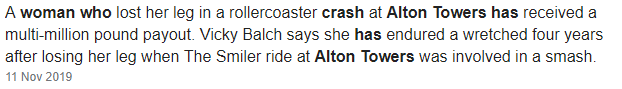 A woman who lost her leg in a rollercoaster crash at Alton Towers has received a
multi-million pound payout. Vicky Balch says she has endured a wretched four years
after losing her leg when The Smiler ride at Alton Towers was involved in a smash.
11 Nov 2019